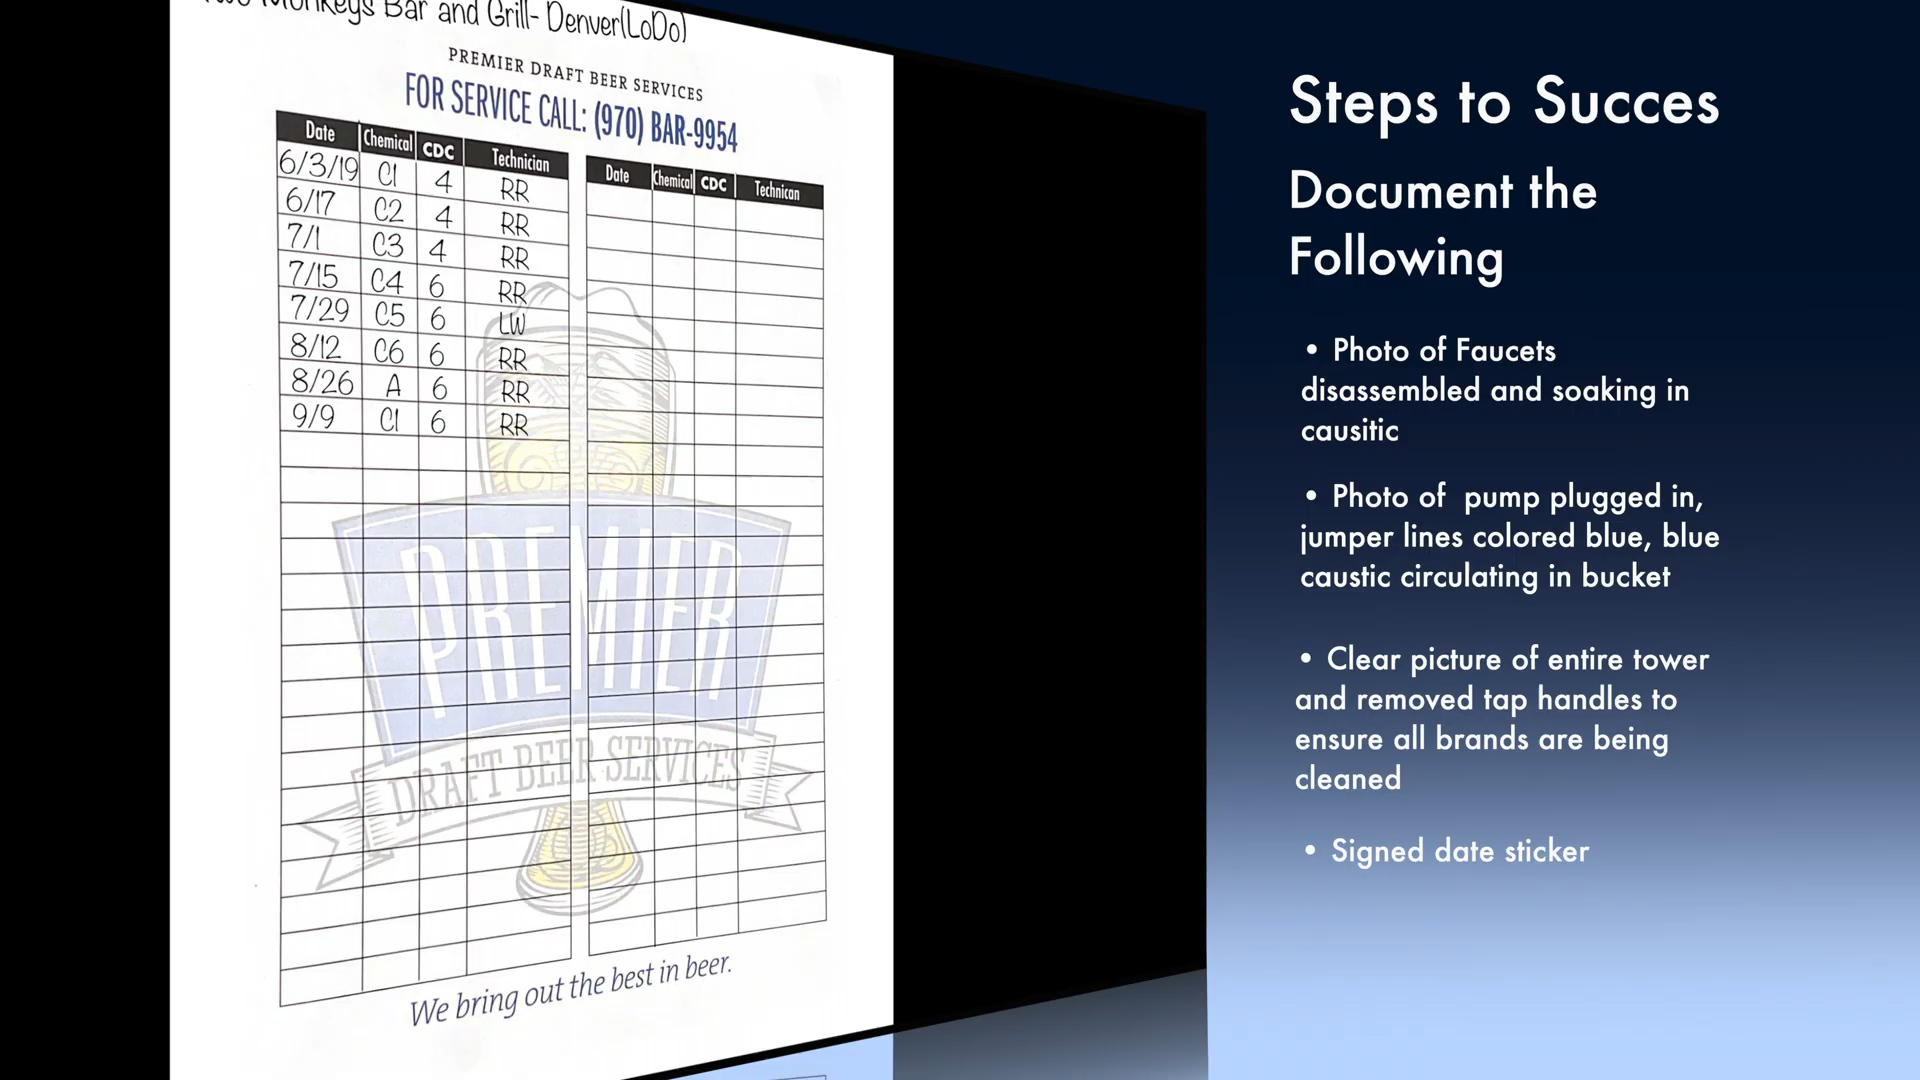 Monkeys Bar and Grill- Denver(LoDo)
PREMIER DRAFT BEER SERVICES
FOR SERVICE CALL: (970) BAR-9954
Date Chemical CDC Technician
6/3/19 C1 4 RR
6/17 C2 4 RR
7/1 C3 4 RR
7/15 C4 6 RR
7/29 C5 6 LW
8/12 C6 6 RR
8/26 A 6 RR
9/9 C1 6 RR
Date Chemical CDC Technican
PREMIER
DRAFT BEER SERVICES
We bring out the best in beer.
Steps to Succes
Document the
Following
• Photo of Faucets
disassembled and soaking in
causitic
• Photo of pump plugged in,
jumper lines colored blue, blue
caustic circulating in bucket
• Clear picture of entire tower
and removed tap handles to
ensure all brands are being
cleaned
• Signed date sticker